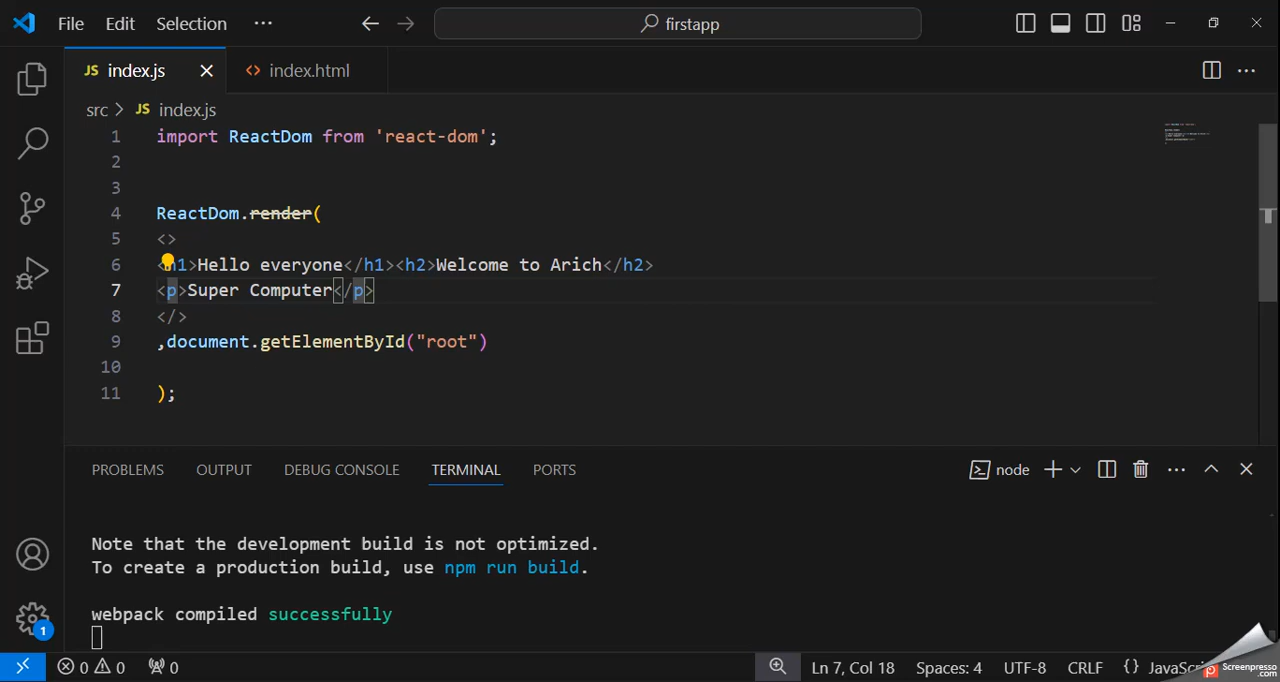 File Edit Selection ··· firstapp
JS index.js index.html
src > JS index.js
1 import ReactDom from 'react-dom';
2
3
4 ReactDom.render(
5 <>
6 <h1>Hello everyone</h1><h2>Welcome to Arich</h2>
7 <p>Super Computer</p>
8 </>
9 ,document.getElementById("root")
10
11 );
PROBLEMS OUTPUT DEBUG CONSOLE TERMINAL PORTS node
Note that the development build is not optimized.
To create a production build, use npm run build.
webpack compiled successfully
1
0 0 0 Ln 7, Col 18 Spaces: 4 UTF-8 CRLF {} JavaScri
Screenpresso
.com